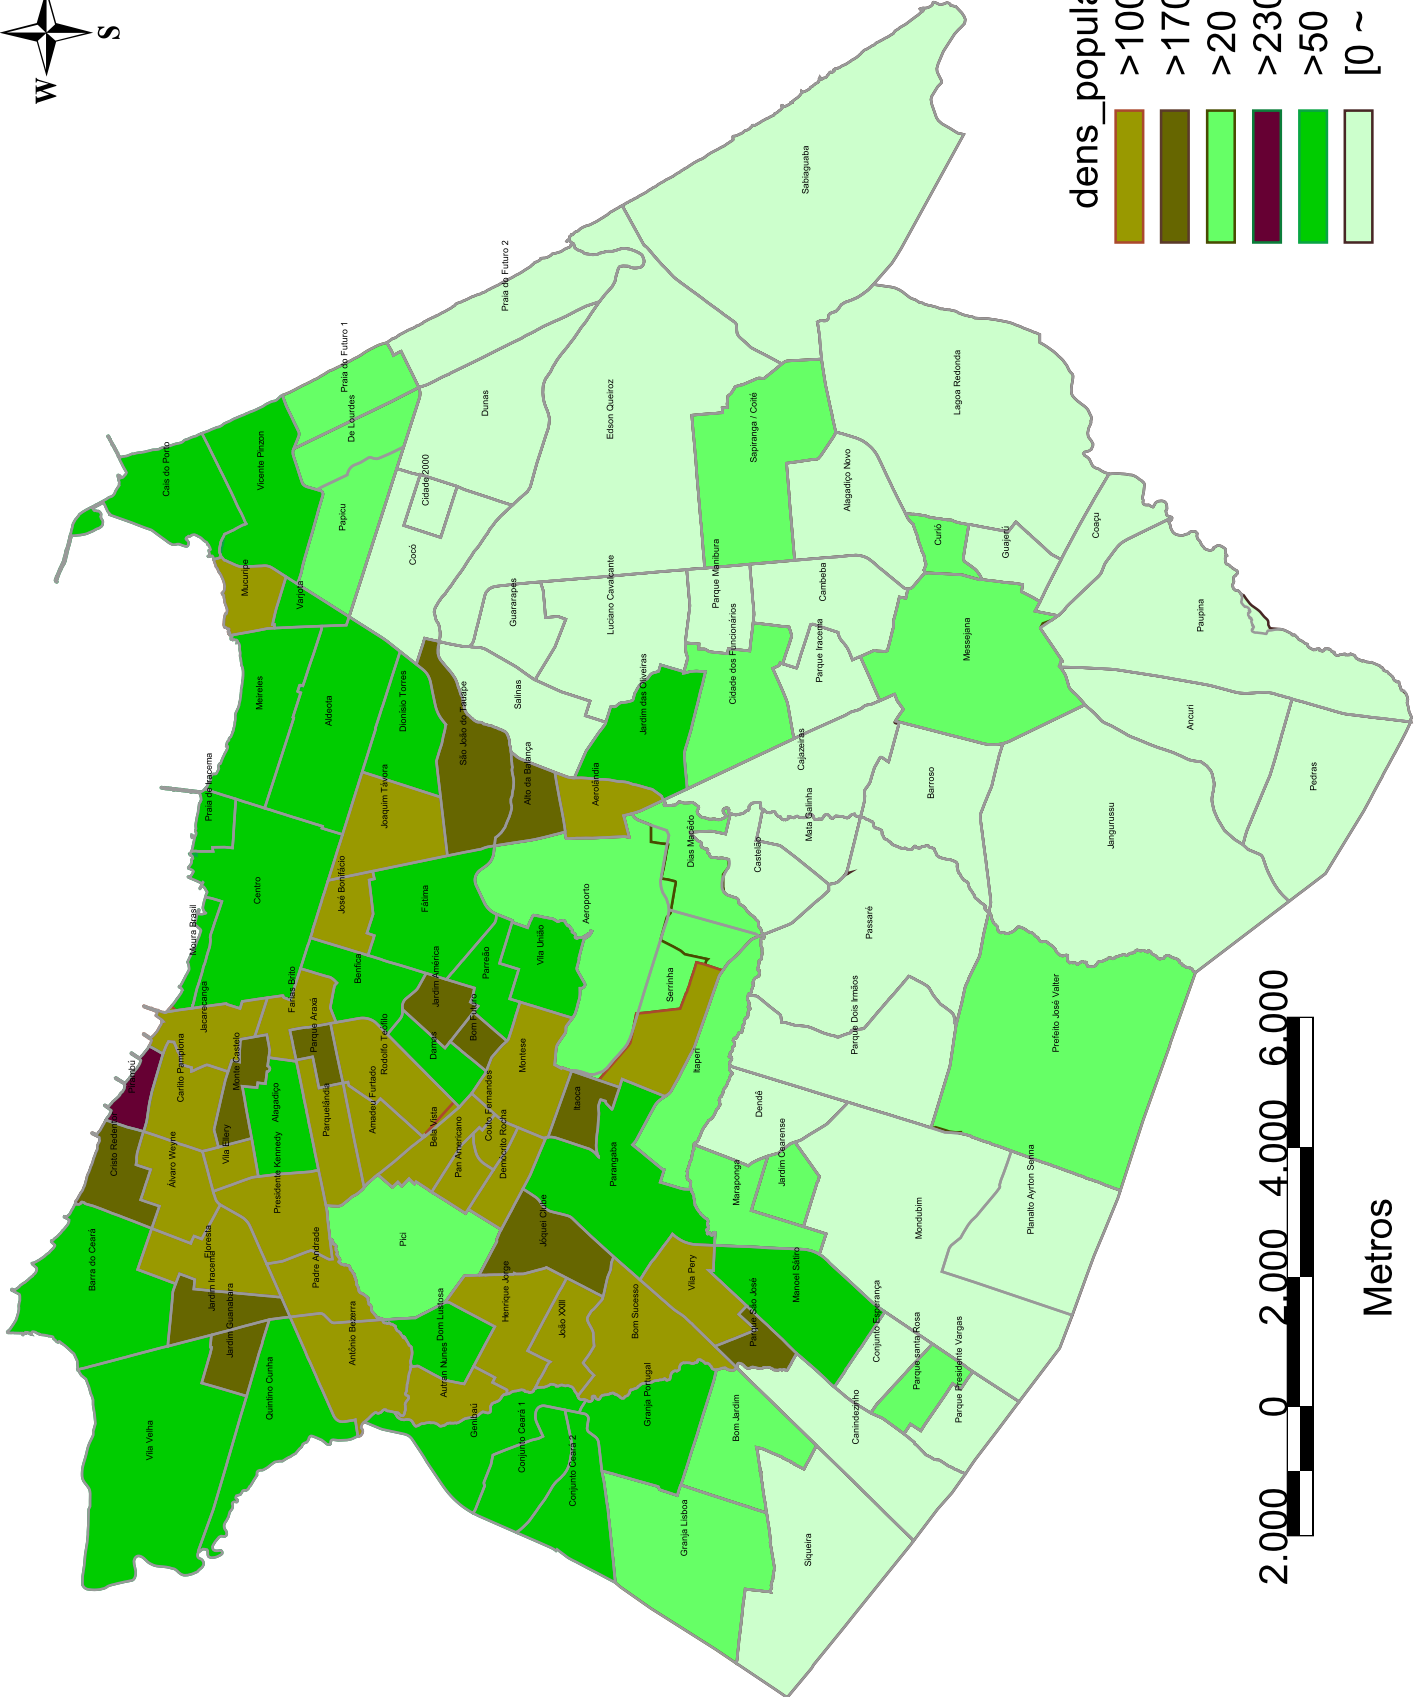 W
S
dens_popula
>100
>170
>20
>230
>50
[0 ~
Sabiaguaba
Praia do Futuro 2
Praia do Futuro 1
De Lourdes
Dunas
Edson Queiroz
Lagoa Redonda
Sapiranga / Coité
Cais do Porto
Vicente Pinzon
Papicu
Cidade 2000
Cocó
Alagadiço Novo
Curió
Guajerú
Coaçu
Mucuripe
Varjota
Guararapes
Luciano Cavalcante
Parque Manibura
Cambeba
Cidade dos Funcionários
Parque Iracema
Messejana
Paupina
Meireles
Aldeota
Dionísio Torres
São João do Tauape
Salinas
Jardim das Oliveiras
Cajazeiras
Ancuri
Pedras
Praia de Iracema
Joaquim Távora
Alto da Balança
Aerolândia
Dias Macêdo
Castelão
Mata Galinha
Barroso
Jangurussu
Centro
José Bonifácio
Fátima
Aeroporto
Passaré
Moura Brasil
Jacarecanga
Farias Brito
Benfica
Jardim América
Parreão
Vila União
Bom Futuro
Serrinha
Itaperi
Parque Dois Irmãos
Prefeito José Valter
Pirambú
Carlito Pamplona
Monte Castelo
Alagadiço
Parque Araxá
Rodolfo Teófilo
Damas
Montese
Itaoca
Dendê
Cristo Redentor
Álvaro Weyne
Vila Ellery
Presidente Kennedy
Parquelândia
Amadeu Furtado
Bela Vista
Pan Americano
Couto Fernandes
Demócrito Rocha
Parangaba
Maraponga
Jardim Cearense
Mondubim
Planalto Ayrton Senna
Barra do Ceará
Floresta
Jardim Iracema
Jardim Guanabara
Padre Andrade
Pici
Jóquei Clube
Henrique Jorge
João XXIII
Vila Pery
Manoel Sátiro
Parque São José
Bom Sucesso
Conjunto Esperança
Parque santa Rosa
Parque Presidente Vargas
Canindezinho
Vila Velha
Quintino Cunha
Antônio Bezerra
Dom Lustosa
Autran Nunes
Genibaú
Conjunto Ceará 1
Conjunto Ceará 2
Granja Portugal
Bom Jardim
Granja Lisboa
Siqueira
2.000 0 2.000 4.000 6.000
Metros